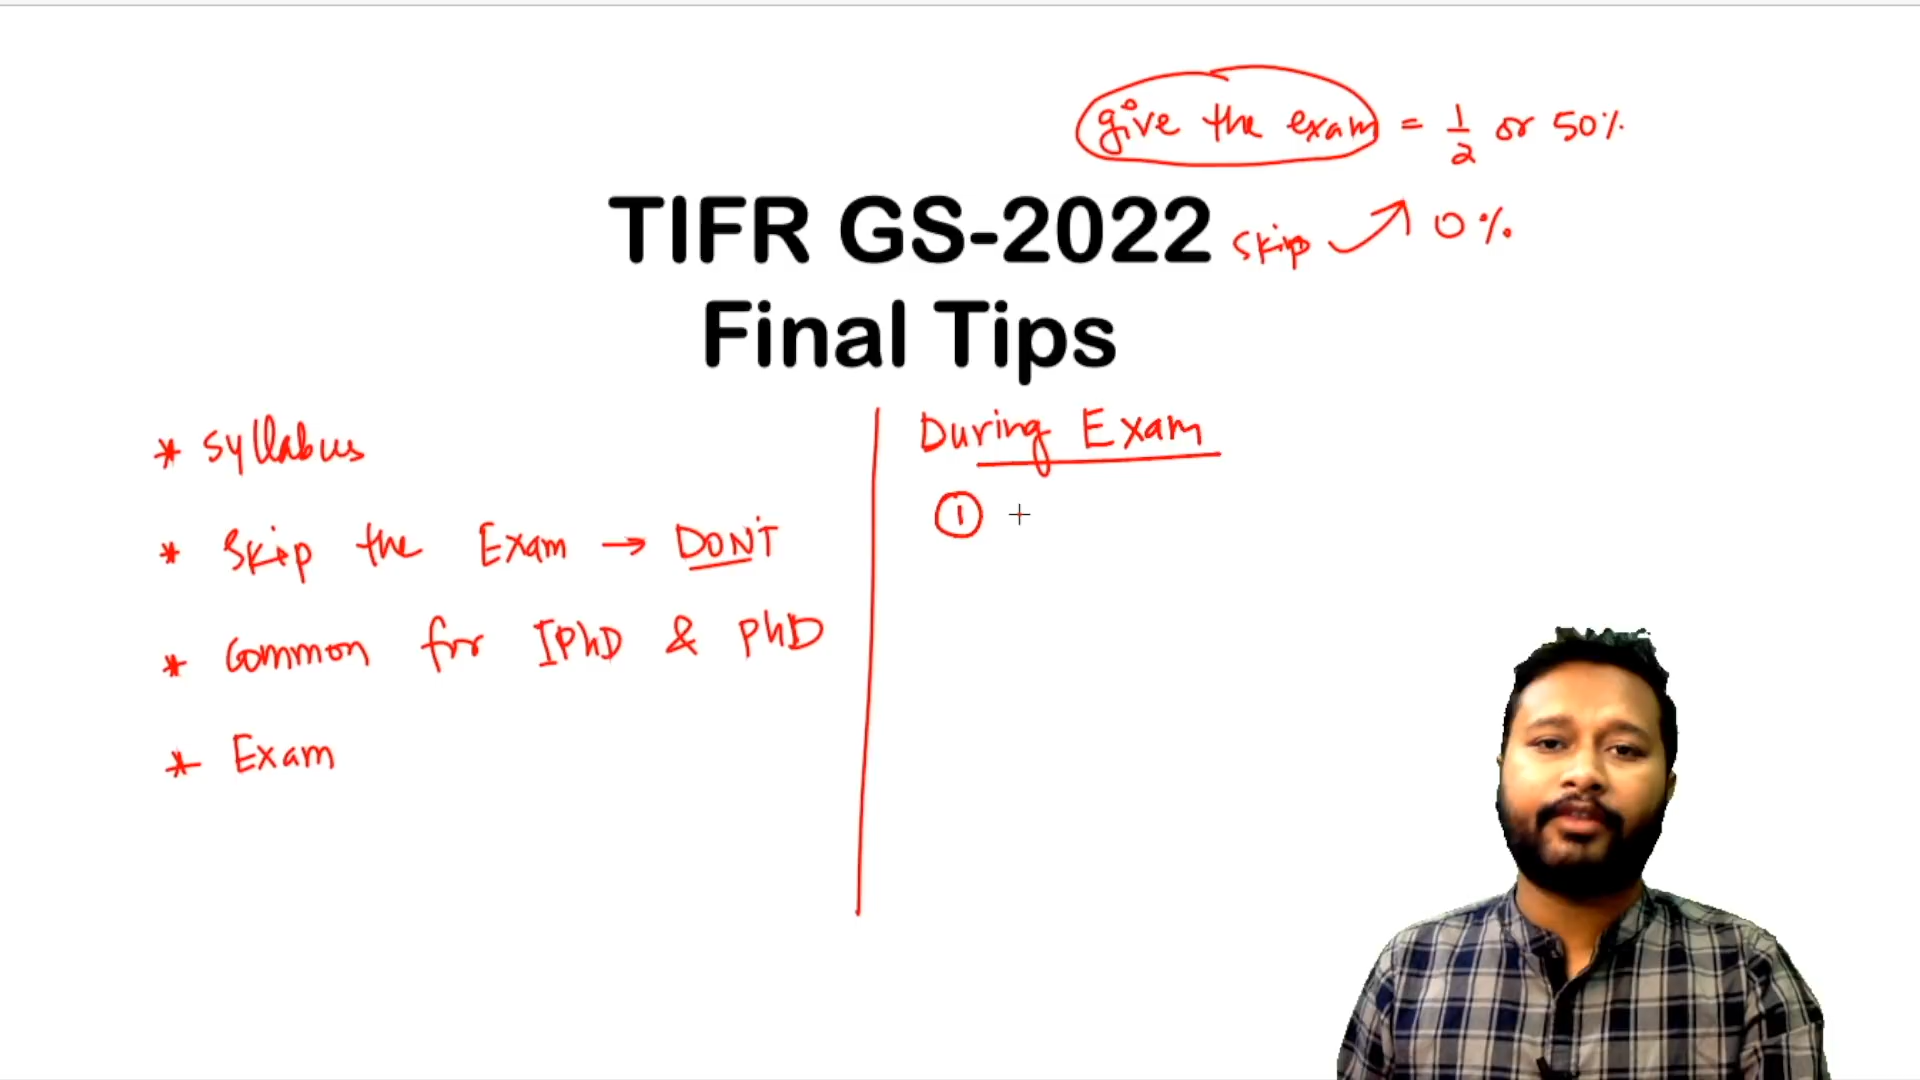 give the exam = 1/2 or 50%
TIFR GS-2022
skip ↗ 0%
Final Tips
* Syllabus
* Skip the Exam → DON'T
* Common for IPhD & PhD
* Exam
During Exam
①